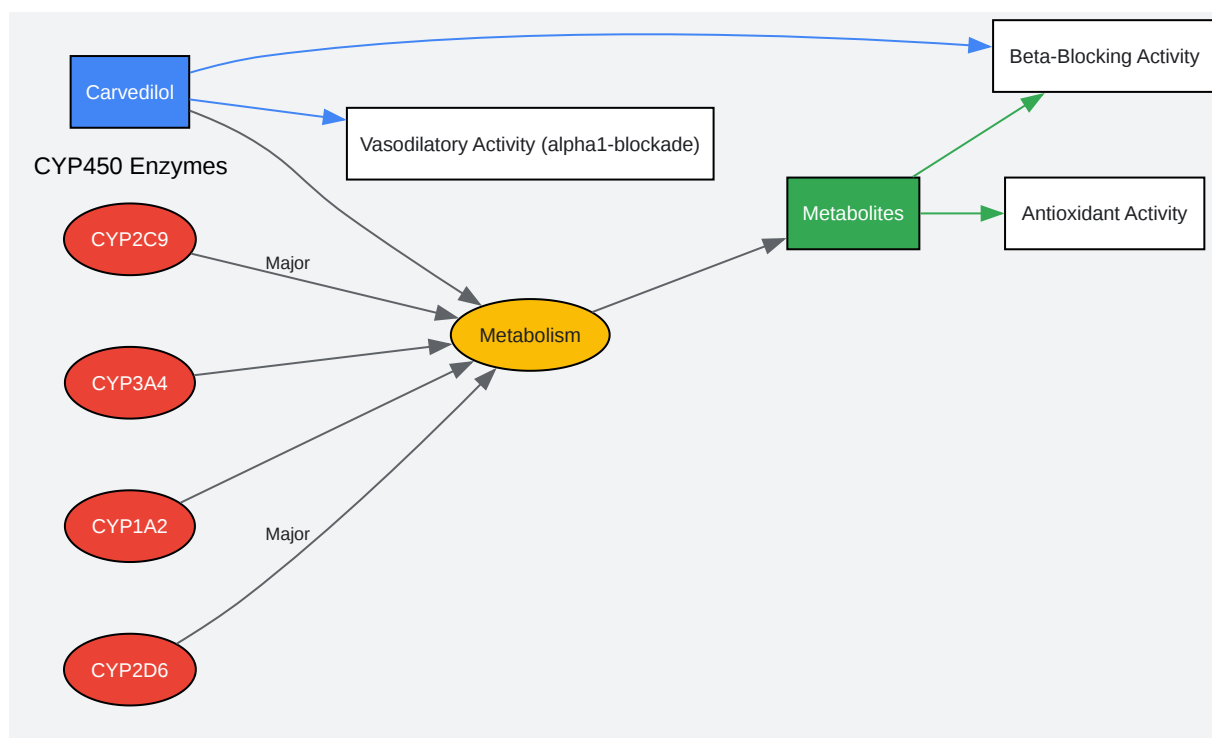 Carvedilol
Beta-Blocking Activity
Vasodilatory Activity (alpha1-blockade)
CYP450 Enzymes
Metabolites
Antioxidant Activity
CYP2C9
Major
Metabolism
CYP3A4
CYP1A2
Major
CYP2D6